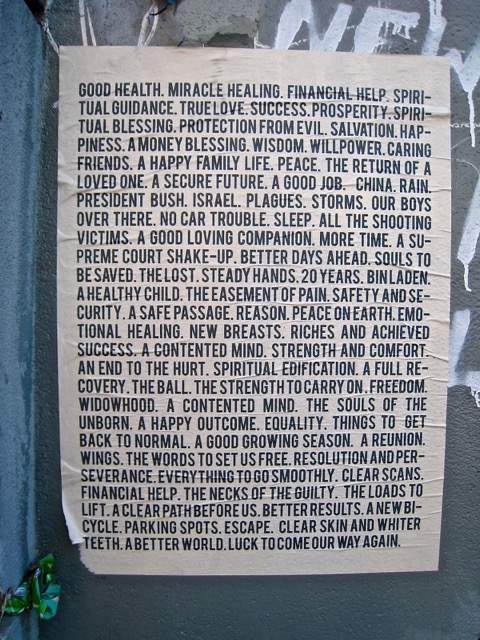 NEW
GOOD HEALTH. MIRACLE HEALING. FINANCIAL HELP. SPIRI-
TUAL GUIDANCE. TRUE LOVE. SUCCESS. PROSPERITY. SPIRI-
TUAL BLESSING. PROTECTION FROM EVIL. SALVATION. HAP-
PINESS. A MONEY BLESSING. WISDOM. WILLPOWER. CARING
FRIENDS. A HAPPY FAMILY LIFE. PEACE. THE RETURN OF A
LOVED ONE. A SECURE FUTURE. A GOOD JOB. CHINA. RAIN.
PRESIDENT BUSH. ISRAEL. PLAGUES. STORMS. OUR BOYS
OVER THERE. NO CAR TROUBLE. SLEEP. ALL THE SHOOTING
VICTIMS. A GOOD LOVING COMPANION. MORE TIME. A SU-
PREME COURT SHAKE-UP. BETTER DAYS AHEAD. SOULS TO
BE SAVED. THE LOST. STEADY HANDS. 20 YEARS. BIN LADEN.
A HEALTHY CHILD. THE EASEMENT OF PAIN. SAFETY AND SE-
CURITY. A SAFE PASSAGE. REASON. PEACE ON EARTH. EMO-
TIONAL HEALING. NEW BREASTS. RICHES AND ACHIEVED
SUCCESS. A CONTENTED MIND. STRENGTH AND COMFORT.
AN END TO THE HURT. SPIRITUAL EDIFICATION. A FULL RE-
COVERY. THE BALL. THE STRENGTH TO CARRY ON. FREEDOM.
WIDOWHOOD. A CONTENTED MIND. THE SOULS OF THE
UNBORN. A HAPPY OUTCOME. EQUALITY. THINGS TO GET
BACK TO NORMAL. A GOOD GROWING SEASON. A REUNION.
WINGS. THE WORDS TO SET US FREE. RESOLUTION AND PER-
SEVERANCE. EVERYTHING TO GO SMOOTHLY. CLEAR SCANS.
FINANCIAL HELP. THE NECKS OF THE GUILTY. THE LOADS TO
LIFT. A CLEAR PATH BEFORE US. BETTER RESULTS. A NEW BI-
CYCLE. PARKING SPOTS. ESCAPE. CLEAR SKIN AND WHITER
TEETH. A BETTER WORLD. LUCK TO COME OUR WAY AGAIN.